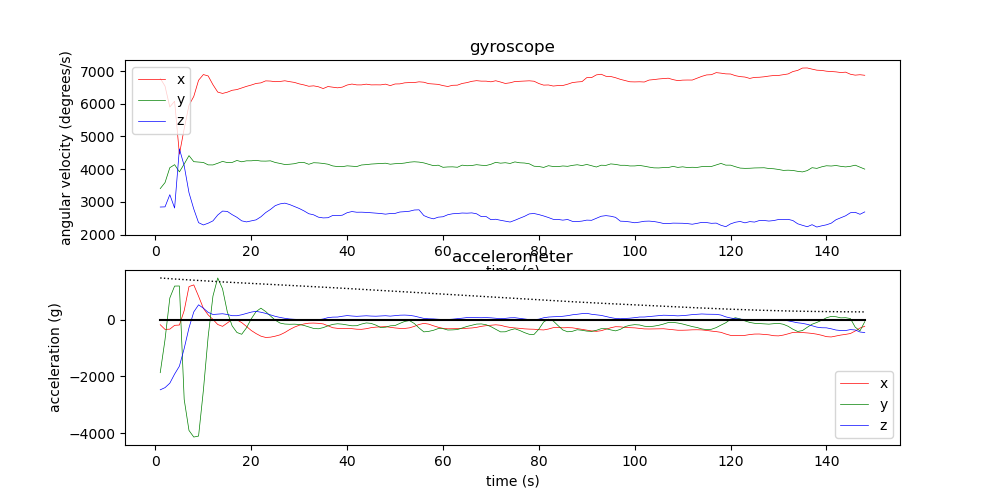 gyroscope
angular velocity (degrees/s)
7000
6000
5000
4000
3000
2000
x
y
z
0 20 40 60 80 100 120 140
time (s)
accelerometer
acceleration (g)
0
−2000
−4000
x
y
z
0 20 40 60 80 100 120 140
time (s)